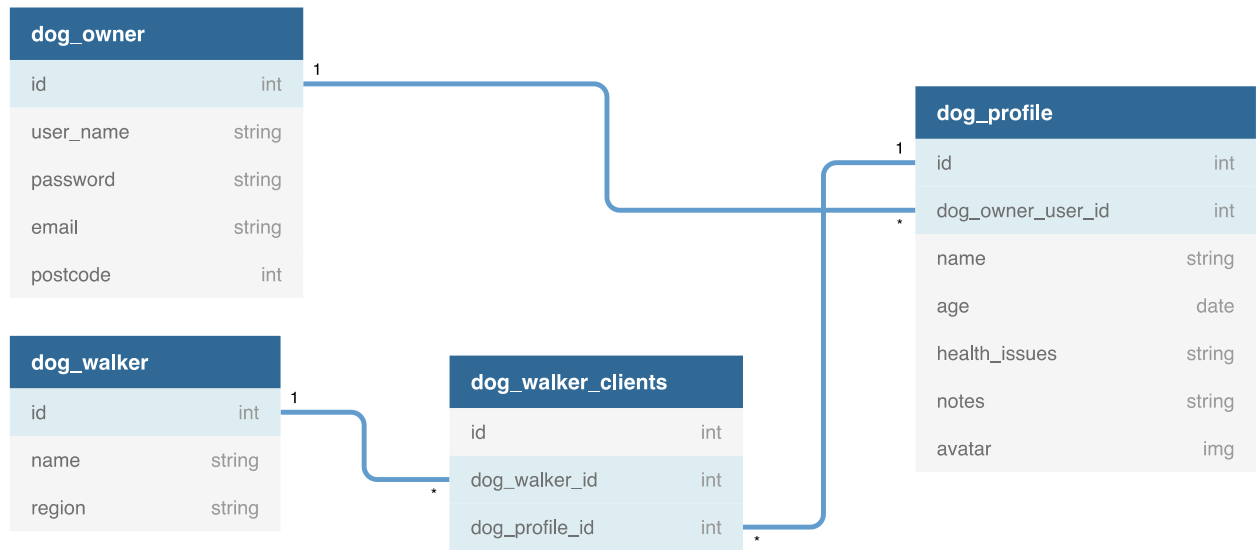 dog_owner
id int
user_name string
password string
email string
postcode int
1
*
dog_profile
id int
dog_owner_user_id int
name string
age date
health_issues string
notes string
avatar img
1
*
dog_walker
id int
name string
region string
1
*
dog_walker_clients
id int
dog_walker_id int
dog_profile_id int